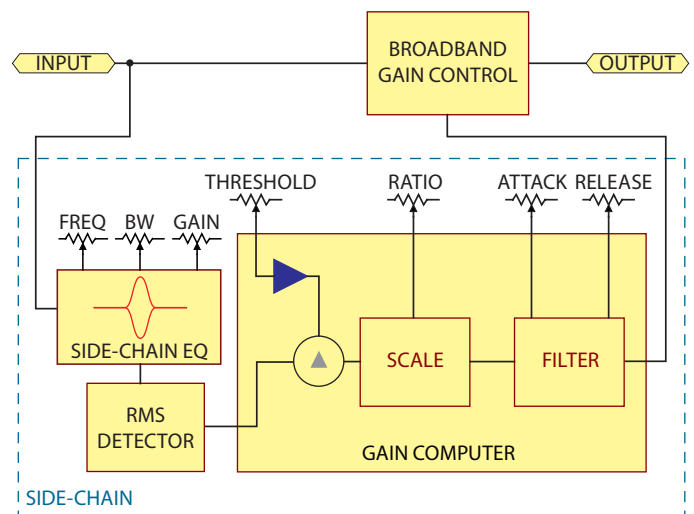 INPUT
BROADBAND
GAIN CONTROL
OUTPUT
THRESHOLD
RATIO
ATTACK
RELEASE
FREQ
BW
GAIN
SIDE-CHAIN EQ
SCALE
FILTER
RMS
DETECTOR
GAIN COMPUTER
SIDE-CHAIN